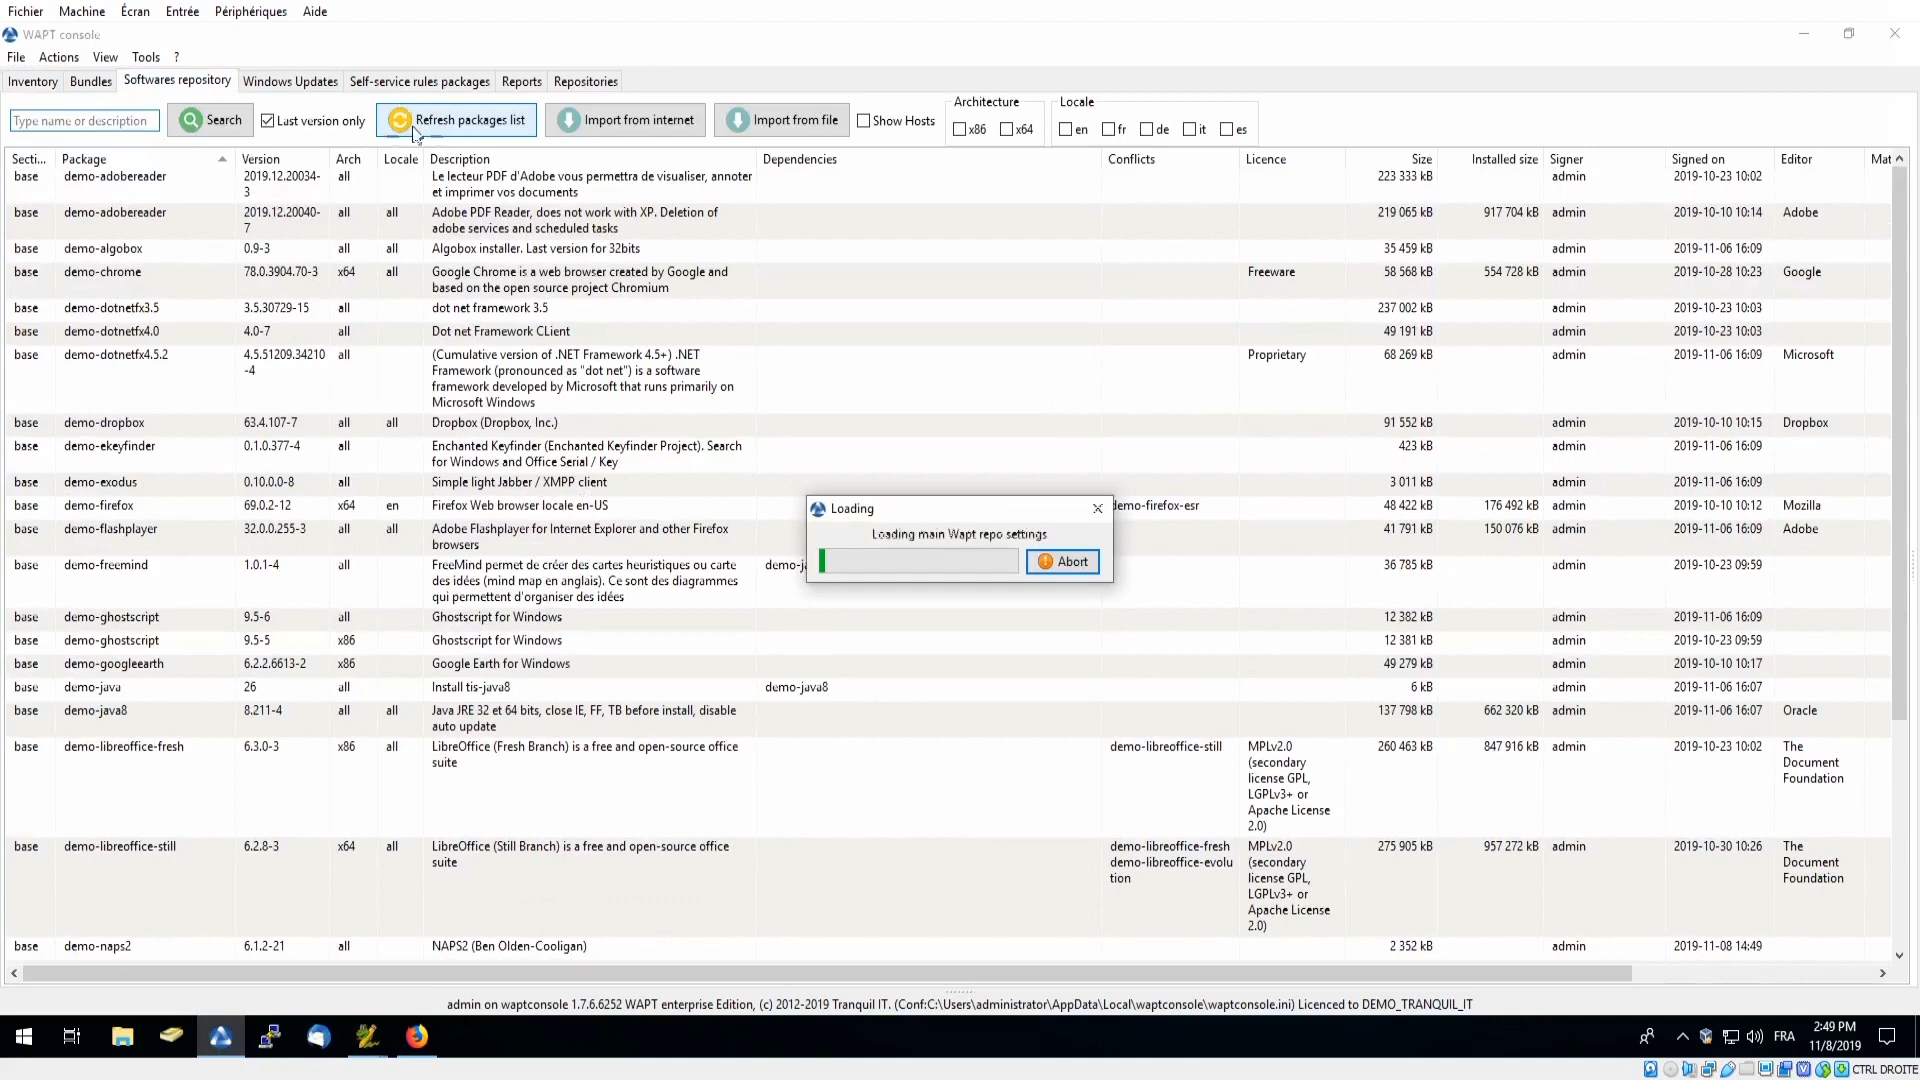 Fichier Machine Écran Entrée Périphériques Aide
WAPT console
File Actions View Tools ?
Inventory Bundles Softwares repository Windows Updates Self-service rules packages Reports Repositories
Architecture Locale
Type name or description Search Last version only Refresh packages list Import from internet Import from file Show Hosts
x86 x64 en fr de it es
Secti... Package Version Arch Locale Description Dependencies Conflicts Licence Size Installed size Signer Signed on Editor Mat
base demo-adobereader 2019.12.20034- all Le lecteur PDF d'Adobe vous permettra de visualiser, annoter 223 333 kB admin 2019-10-23 10:02
3 et imprimer vos documents
base demo-adobereader 2019.12.20040- all all Adobe PDF Reader, does not work with XP. Deletion of 219 065 kB 917 704 kB admin 2019-10-10 10:14 Adobe
7 adobe services and scheduled tasks
base demo-algobox 0.9-3 all all Algobox installer. Last version for 32bits 35 459 kB admin 2019-11-06 16:09
base demo-chrome 78.0.3904.70-3 x64 all Google Chrome is a web browser created by Google and Freeware 58 568 kB 554 728 kB admin 2019-10-28 10:23 Google
based on the open source project Chromium
base demo-dotnetfx3.5 3.5.30729-15 all dot net framework 3.5 237 002 kB admin 2019-10-23 10:03
base demo-dotnetfx4.0 4.0-7 all Dot net Framework CLient 49 191 kB admin 2019-10-23 10:03
base demo-dotnetfx4.5.2 4.5.51209.34210 all (Cumulative version of .NET Framework 4.5+) .NET Proprietary 68 269 kB admin 2019-11-06 16:09 Microsoft
-4 Framework (pronounced as "dot net") is a software
framework developed by Microsoft that runs primarily on
Microsoft Windows
base demo-dropbox 63.4.107-7 all all Dropbox (Dropbox, Inc.) 91 552 kB admin 2019-10-10 10:15 Dropbox
base demo-ekeyfinder 0.1.0.377-4 all Enchanted Keyfinder (Enchanted Keyfinder Project). Search 423 kB admin 2019-11-06 16:09
for Windows and Office Serial / Key
base demo-exodus 0.10.0.0-8 all Simple light Jabber / XMPP client 3 011 kB admin 2019-11-06 16:09
base demo-firefox 69.0.2-12 x64 en Firefox Web browser locale en-US demo-firefox-esr 48 422 kB 176 492 kB admin 2019-10-10 10:12 Mozilla
Loading
base demo-flashplayer 32.0.0.255-3 all all Adobe Flashplayer for Internet Explorer and other Firefox 41 791 kB 150 076 kB admin 2019-11-06 16:09 Adobe
browsers
Loading main Wapt repo settings
Abort
base demo-freemind 1.0.1-4 all FreeMind permet de créer des cartes heuristiques ou carte demo-ja 36 785 kB admin 2019-10-23 09:59
des idées (mind map en anglais). Ce sont des diagrammes
qui permettent d'organiser des idées
base demo-ghostscript 9.5-6 all Ghostscript for Windows 12 382 kB admin 2019-11-06 16:09
base demo-ghostscript 9.5-5 x86 Ghostscript for Windows 12 381 kB admin 2019-10-23 09:59
base demo-googleearth 6.2.2.6613-2 x86 Google Earth for Windows 49 279 kB admin 2019-10-10 10:17
base demo-java 26 all Install tis-java8 demo-java8 6 kB admin 2019-11-06 16:07
base demo-java8 8.211-4 all all Java JRE 32 et 64 bits, close IE, FF, TB before install, disable 137 798 kB 662 320 kB admin 2019-11-06 16:07 Oracle
auto update
base demo-libreoffice-fresh 6.3.0-3 x86 all LibreOffice (Fresh Branch) is a free and open-source office demo-libreoffice-still MPLv2.0 260 463 kB 847 916 kB admin 2019-10-23 10:02 The
suite (secondary Document
license GPL, Foundation
LGPLv3+ or
Apache License
2.0)
base demo-libreoffice-still 6.2.8-3 x64 all LibreOffice (Still Branch) is a free and open-source office demo-libreoffice-fresh MPLv2.0 275 905 kB 957 272 kB admin 2019-10-30 10:26 The
suite demo-libreoffice-evolu (secondary Document
tion license GPL, Foundation
LGPLv3+ or
Apache License
2.0)
base demo-naps2 6.1.2-21 all NAPS2 (Ben Olden-Cooligan) 2 352 kB admin 2019-11-08 14:49
admin on waptconsole 1.7.6.6252 WAPT enterprise Edition, (c) 2012-2019 Tranquil IT. (Conf:C:\Users\administrator\AppData\Local\waptconsole\waptconsole.ini) Licenced to DEMO_TRANQUIL_IT
FRA 2:49 PM
11/8/2019
CTRL DROITE